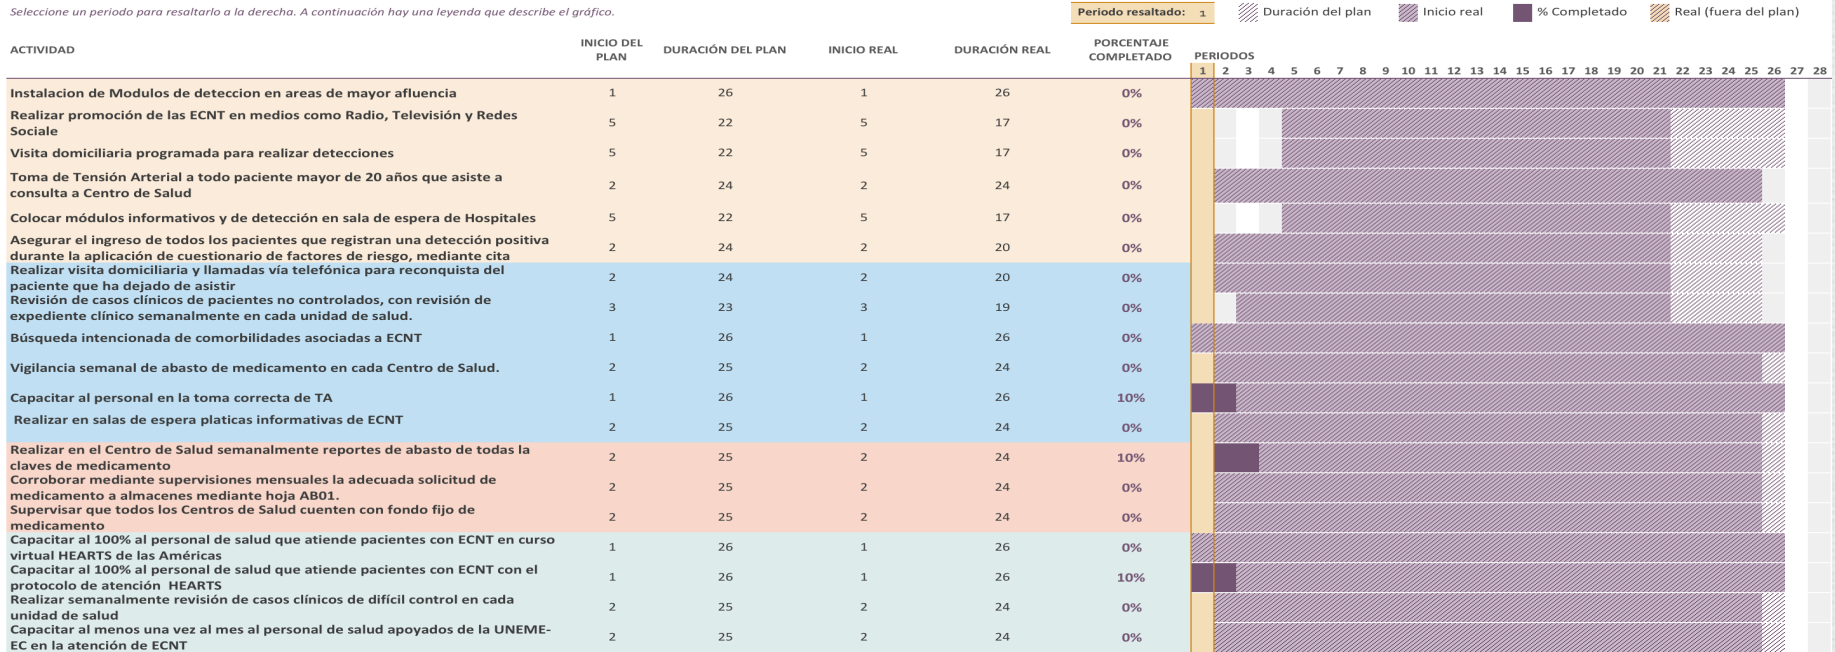 Seleccione un periodo para resaltarlo a la derecha. A continuación hay una leyenda que describe el gráfico.
Periodo resaltado: 1
Duración del plan
Inicio real
% Completado
Real (fuera del plan)
ACTIVIDAD
INICIO DEL
PLAN
DURACIÓN DEL PLAN
INICIO REAL
DURACIÓN REAL
PORCENTAJE
COMPLETADO
PERIODOS
1 2 3 4 5 6 7 8 9 10 11 12 13 14 15 16 17 18 19 20 21 22 23 24 25 26 27 28
Instalacion de Modulos de deteccion en areas de mayor afluencia 1 26 1 26 0%
Realizar promoción de las ECNT en medios como Radio, Televisión y Redes
Sociale
5 22 5 17 0%
Visita domiciliaria programada para realizar detecciones 5 22 5 17 0%
Toma de Tensión Arterial a todo paciente mayor de 20 años que asiste a
consulta a Centro de Salud
2 24 2 24 0%
Colocar módulos informativos y de detección en sala de espera de Hospitales 5 22 5 17 0%
Asegurar el ingreso de todos los pacientes que registran una detección positiva
durante la aplicación de cuestionario de factores de riesgo, mediante cita
2 24 2 20 0%
Realizar visita domiciliaria y llamadas vía telefónica para reconquista del
paciente que ha dejado de asistir
2 24 2 20 0%
Revisión de casos clínicos de pacientes no controlados, con revisión de
expediente clínico semanalmente en cada unidad de salud.
3 23 3 19 0%
Búsqueda intencionada de comorbilidades asociadas a ECNT 1 26 1 26 0%
Vigilancia semanal de abasto de medicamento en cada Centro de Salud. 2 25 2 24 0%
Capacitar al personal en la toma correcta de TA 1 26 1 26 10%
Realizar en salas de espera platicas informativas de ECNT
2 25 2 24 0%
Realizar en el Centro de Salud semanalmente reportes de abasto de todas la
claves de medicamento
2 25 2 24 10%
Corroborar mediante supervisiones mensuales la adecuada solicitud de
medicamento a almacenes mediante hoja AB01.
2 25 2 24 0%
Supervisar que todos los Centros de Salud cuenten con fondo fijo de
medicamento
2 25 2 24 0%
Capacitar al 100% al personal de salud que atiende pacientes con ECNT en curso
virtual HEARTS de las Américas
1 26 1 26 0%
Capacitar al 100% al personal de salud que atiende pacientes con ECNT con el
protocolo de atención HEARTS
1 26 1 26 10%
Realizar semanalmente revisión de casos clínicos de difícil control en cada
unidad de salud
2 25 2 24 0%
Capacitar al menos una vez al mes al personal de salud apoyados de la UNEME-
EC en la atención de ECNT
2 25 2 24 0%